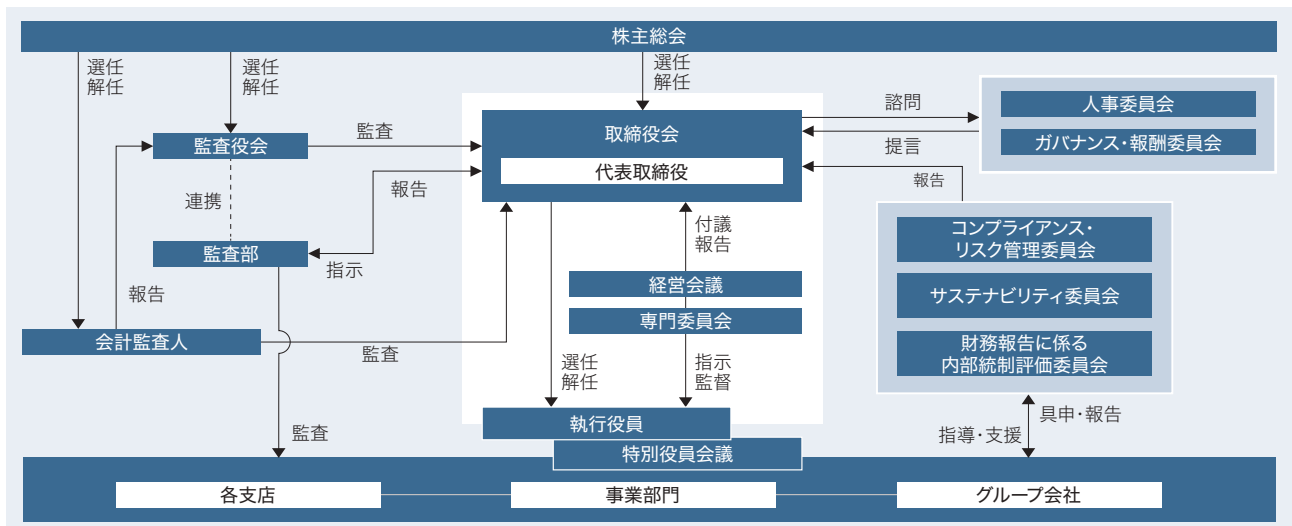 株主総会
選任
解任
選任
解任
選任
解任
監査役会
監査
取締役会
代表取締役
諮問
提言
人事委員会
ガバナンス・報酬委員会
連携
報告
報告
監査部
指示
付議
報告
コンプライアンス・
リスク管理委員会
サステナビリティ委員会
財務報告に係る
内部統制評価委員会
報告
経営会議
専門委員会
会計監査人
監査
選任
解任
指示
監督
執行役員
特別役員会議
監査
具申・報告
指導・支援
各支店
事業部門
グループ会社